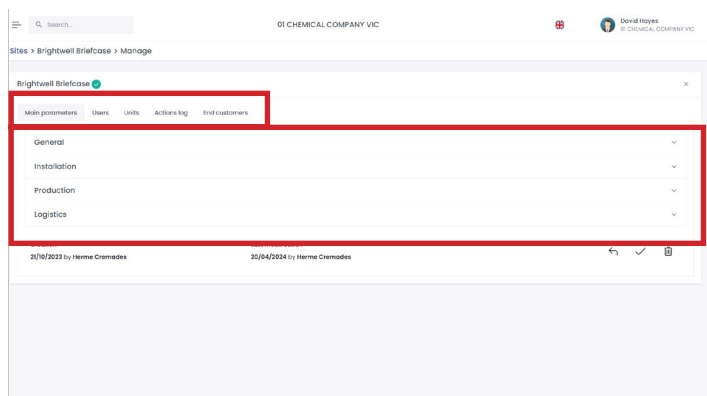 Search..
01 CHEMICAL COMPANY VIC
David Hayes
01 CHEMICAL COMPANY VIC
Sites > Brightwell Briefcase > Manage
Brightwell Briefcase
Main parameters Users Units Actions log End customers
General
Installation
Production
Logistics
21/10/2023 by Herme Cremades
20/04/2024 by Herme Cremades